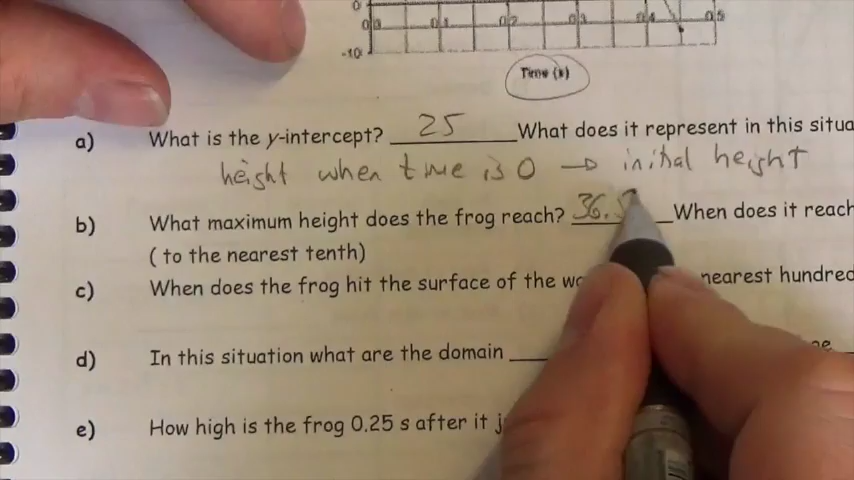 0
-10
0.0 0.1 0.2 0.3 0.4 0.5
Time (s)
a) What is the y-intercept? 25 What does it represent in this situa
height when time is 0 → initial height
b) What maximum height does the frog reach? 36. When does it reach
( to the nearest tenth)
c) When does the frog hit the surface of the nearest hundred
d) In this situation what are the domain
e) How high is the frog 0.25 s after it